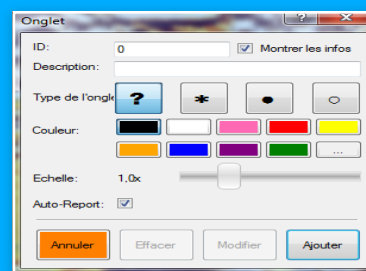 Onglet
ID: 0 Montrer les infos
Description:
Type de l'ongle ? * ● ○
Couleur:
...
Echelle: 1,0x
Auto-Report:
Annuler Effacer Modifier Ajouter